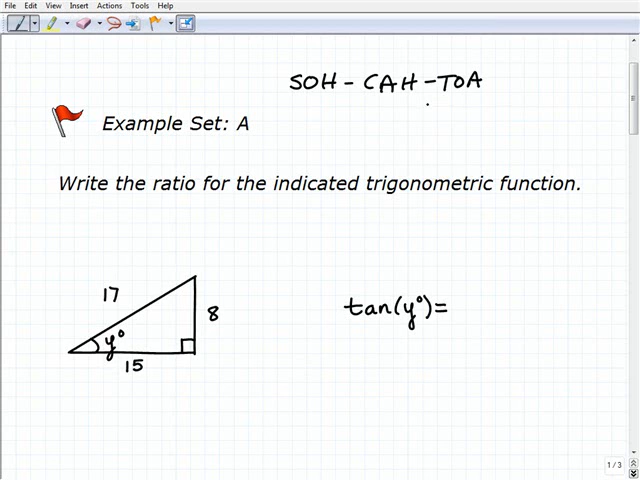 File Edit View Insert Actions Tools Help
SOH - CAH - TOA
Example Set: A
Write the ratio for the indicated trigonometric function.
17
8
y°
15
tan(y°)=
1 / 3